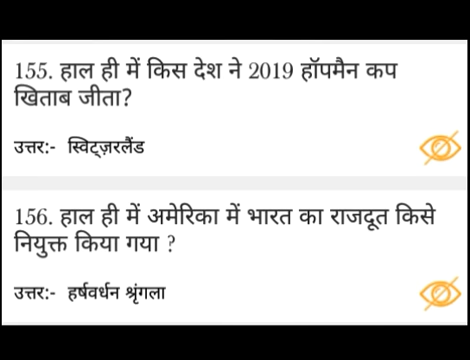 155. हाल ही में किस देश ने 2019 हॉपमैन कप
खिताब जीता?
उत्तर:- स्विट्ज़रलैंड
156. हाल ही में अमेरिका में भारत का राजदूत किसे
नियुक्त किया गया ?
उत्तर:- हर्षवर्धन श्रृंगला